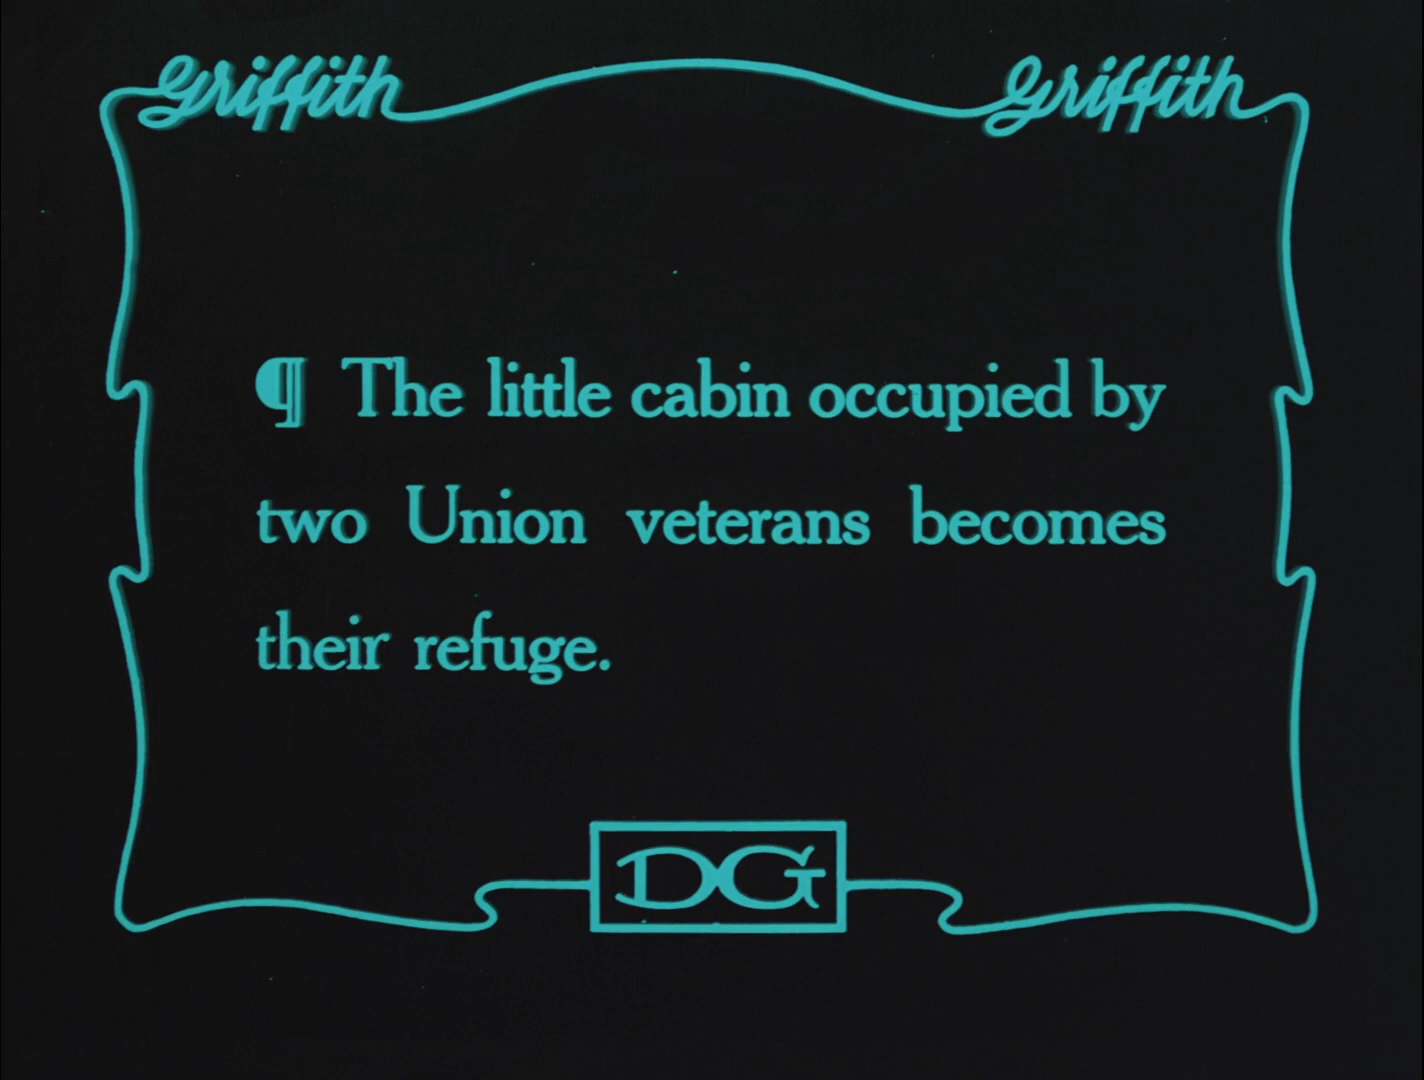 Griffith Griffith
¶ The little cabin occupied by
two Union veterans becomes
their refuge.
DG